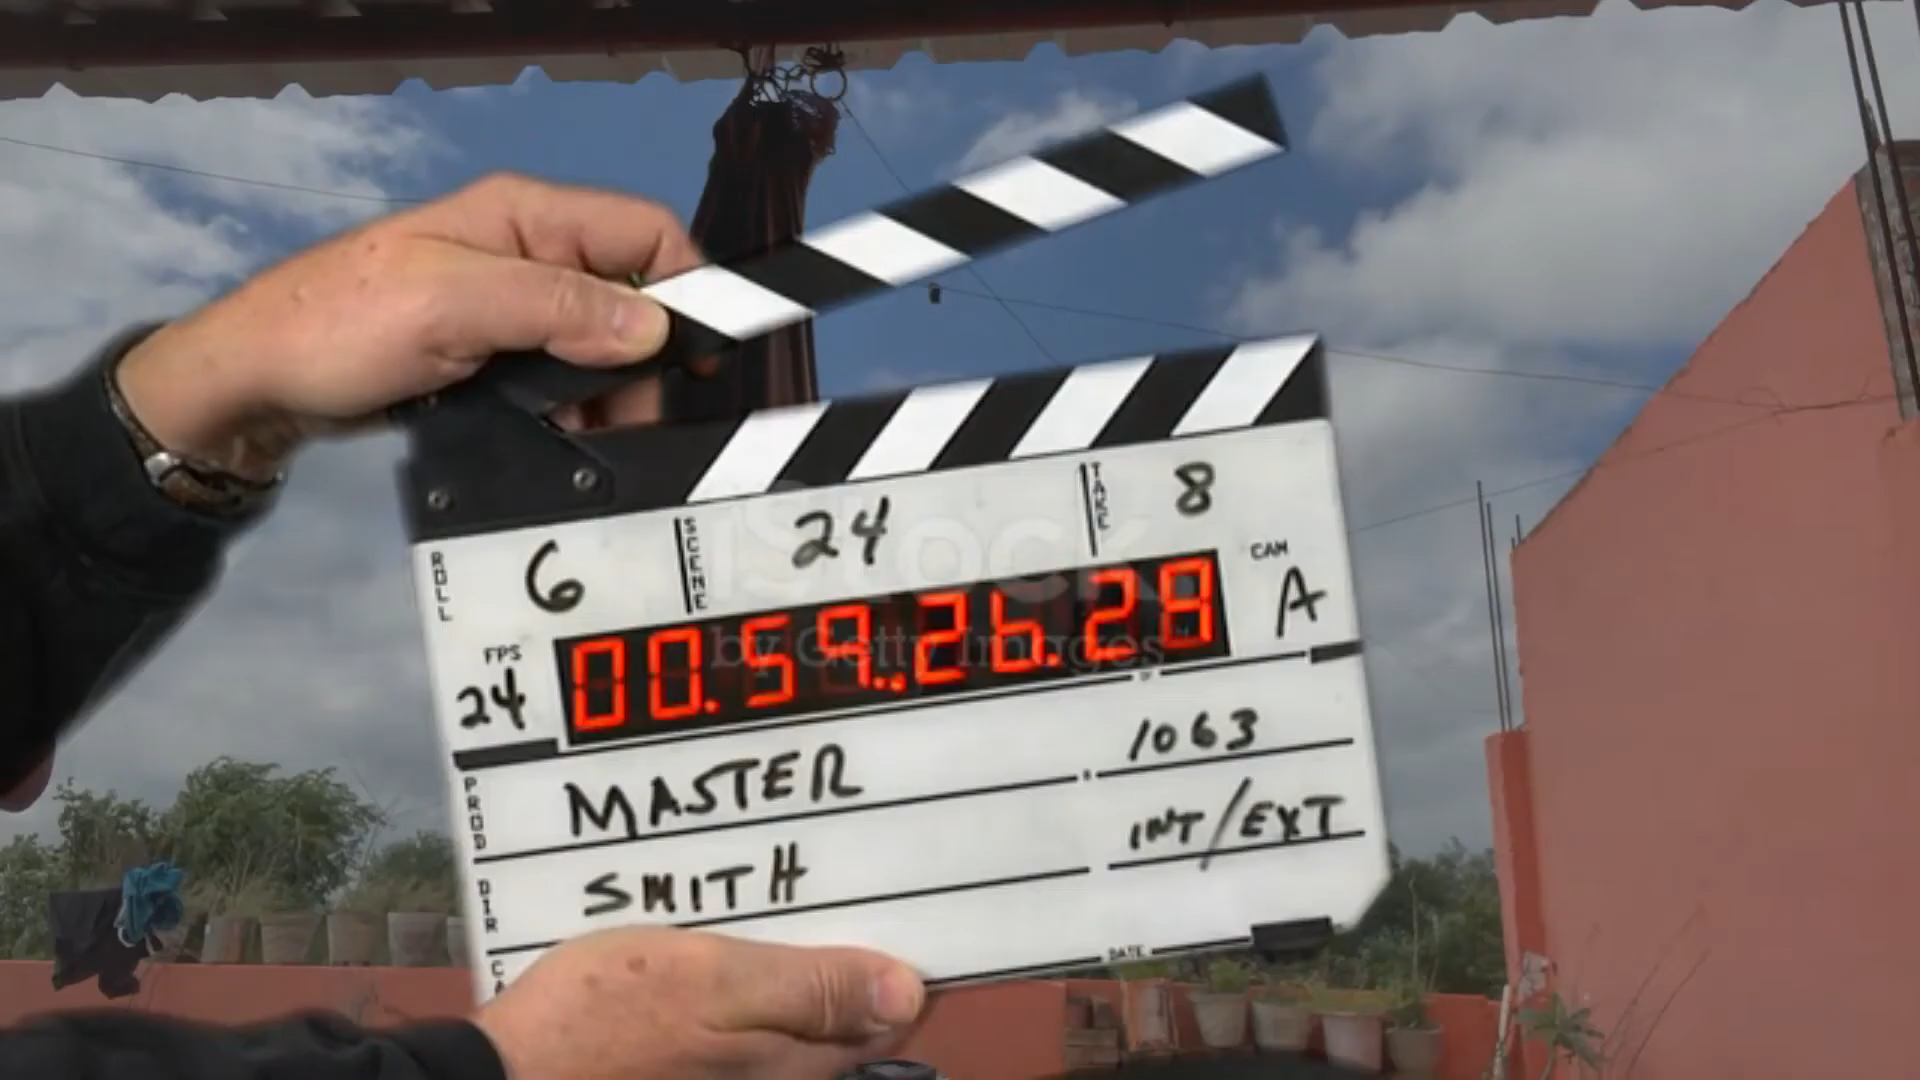 ROLL 6 SCENE 24 TAKE 8
FPS 24 CAM A
00.59.26.28
iStock
by Getty Images™
PROD MASTER 1063
DIR SMITH INT/EXT
DATE